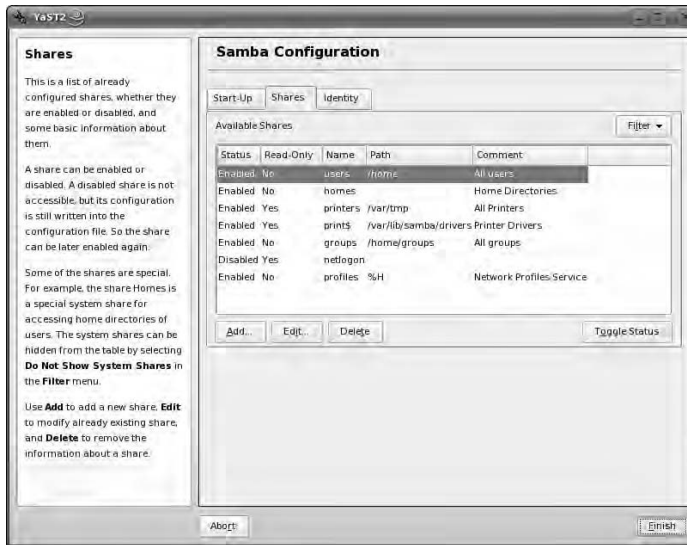 YaST2
Shares
This is a list of already
configured shares, whether they
are enabled or disabled, and
some basic information about
them.
A share can be enabled or
disabled. A disabled share is not
accessible, but its configuration
is still written into the
configuration file. So the share
can be later enabled again.
Some of the shares are special.
For example, the share Homes is
a special system share for
accessing home directories of
users. The system shares can be
hidden from the table by selecting
Do Not Show System Shares in
the Filter menu.
Use Add to add a new share, Edit
to modify already existing share,
and Delete to remove the
information about a share.
Samba Configuration
Start-Up Shares Identity
Available Shares Filter
Status Read-Only Name Path Comment
Enabled No users /home All users
Enabled No homes Home Directories
Enabled Yes printers /var/tmp All Printers
Enabled Yes print$ /var/lib/samba/drivers Printer Drivers
Enabled No groups /home/groups All groups
Disabled Yes netlogon
Enabled No profiles %H Network Profiles Service
Add... Edit... Delete Toggle Status
Abort Finish